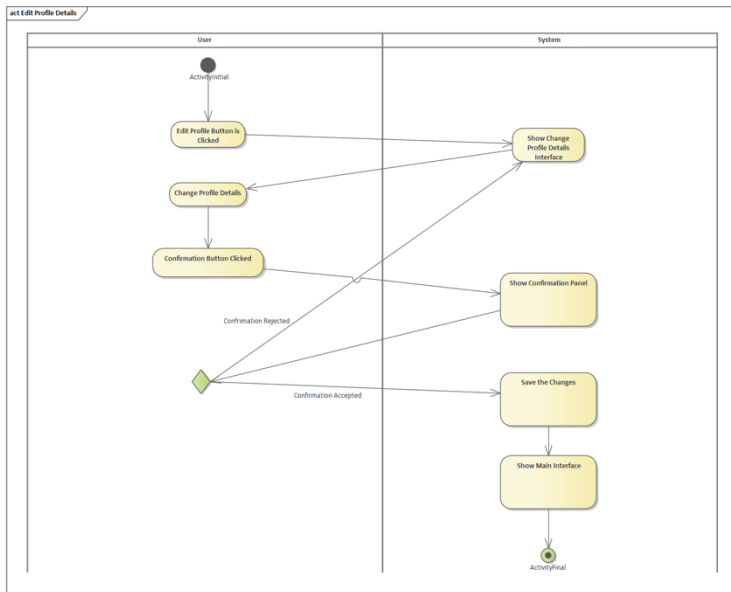 act Edit Profile Details
User
System
ActivityInitial
Edit Profile Button is
Clicked
Show Change
Profile Details
Interface
Change Profile Details
Confirmation Button Clicked
Show Confirmation Panel
Confrimation Rejected
Save the Changes
Confirmation Accepted
Show Main Interface
ActivityFinal